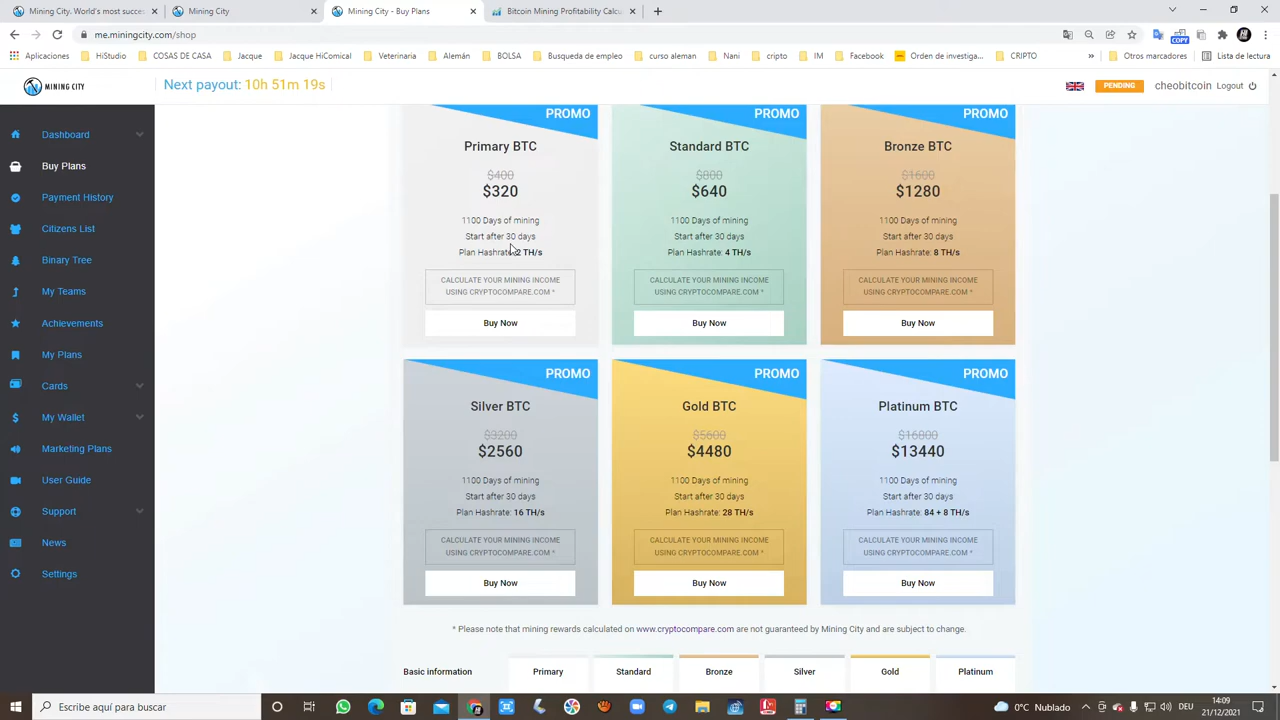 Mining City. World's most succes
Mining City
Mining City - Buy Plans
Bitcoin Mining Profitability Calcu
me.miningcity.com/shop
Aplicaciones
HiStudio
COSAS DE CASA
Jacque
Jacque HiComical
Veterinaria
Alemán
BOLSA
Busqueda de empleo
curso aleman
Nani
cripto
IM
Facebook
Orden de investiga...
CRIPTO
»
Otros marcadores
Lista de lectura
COPY
MINING CITY
Next payout: 10h 51m 19s
PENDING
cheobitcoin
Logout
Dashboard
Buy Plans
Payment History
Citizens List
Binary Tree
My Teams
Achievements
My Plans
Cards
My Wallet
Marketing Plans
User Guide
Support
News
Settings
PROMO
Primary BTC
$400
$320
1100 Days of mining
Start after 30 days
Plan Hashrate: 2 TH/s
CALCULATE YOUR MINING INCOME
USING CRYPTOCOMPARE.COM *
Buy Now
PROMO
Standard BTC
$800
$640
1100 Days of mining
Start after 30 days
Plan Hashrate: 4 TH/s
CALCULATE YOUR MINING INCOME
USING CRYPTOCOMPARE.COM *
Buy Now
PROMO
Bronze BTC
$1600
$1280
1100 Days of mining
Start after 30 days
Plan Hashrate: 8 TH/s
CALCULATE YOUR MINING INCOME
USING CRYPTOCOMPARE.COM *
Buy Now
PROMO
Silver BTC
$3200
$2560
1100 Days of mining
Start after 30 days
Plan Hashrate: 16 TH/s
CALCULATE YOUR MINING INCOME
USING CRYPTOCOMPARE.COM *
Buy Now
PROMO
Gold BTC
$5600
$4480
1100 Days of mining
Start after 30 days
Plan Hashrate: 28 TH/s
CALCULATE YOUR MINING INCOME
USING CRYPTOCOMPARE.COM *
Buy Now
PROMO
Platinum BTC
$16800
$13440
1100 Days of mining
Start after 30 days
Plan Hashrate: 84 + 8 TH/s
CALCULATE YOUR MINING INCOME
USING CRYPTOCOMPARE.COM *
Buy Now
* Please note that mining rewards calculated on www.cryptocompare.com are not guaranteed by Mining City and are subject to change.
Basic information
Primary
Standard
Bronze
Silver
Gold
Platinum
Escribe aquí para buscar
0°C Nublado
DEU
14:09
21/12/2021